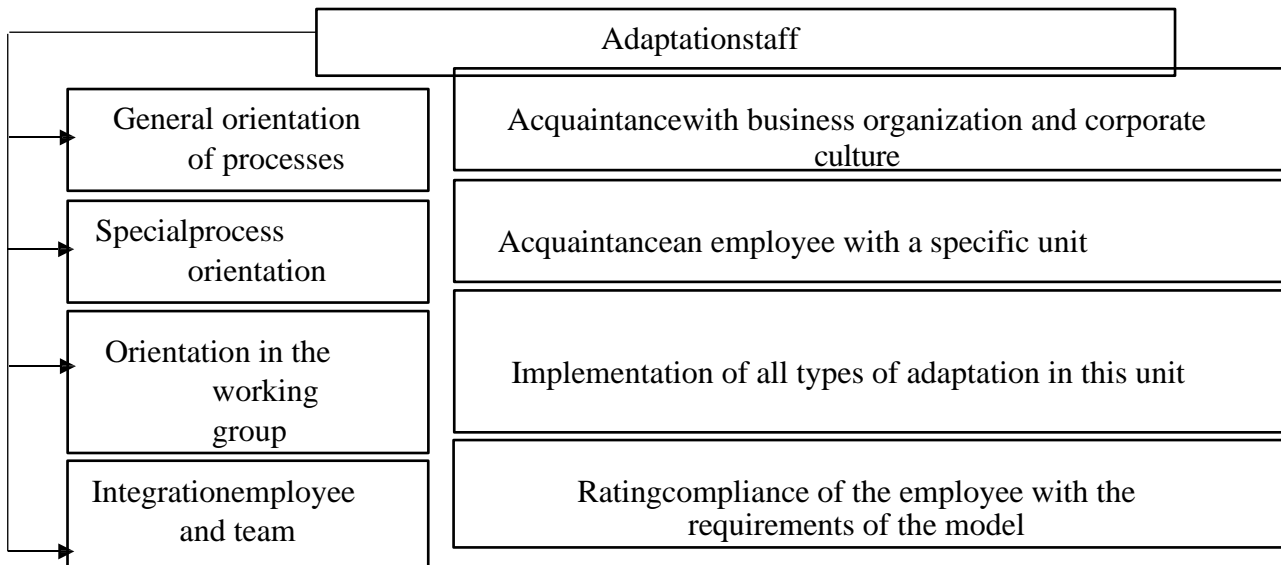 Adaptationstaff
General orientation
of processes
Acquaintancewith business organization and corporate
culture
Specialprocess
orientation
Acquaintancean employee with a specific unit
Orientation in the
working
group
Implementation of all types of adaptation in this unit
Integrationemployee
and team
Ratingcompliance of the employee with the
requirements of the model